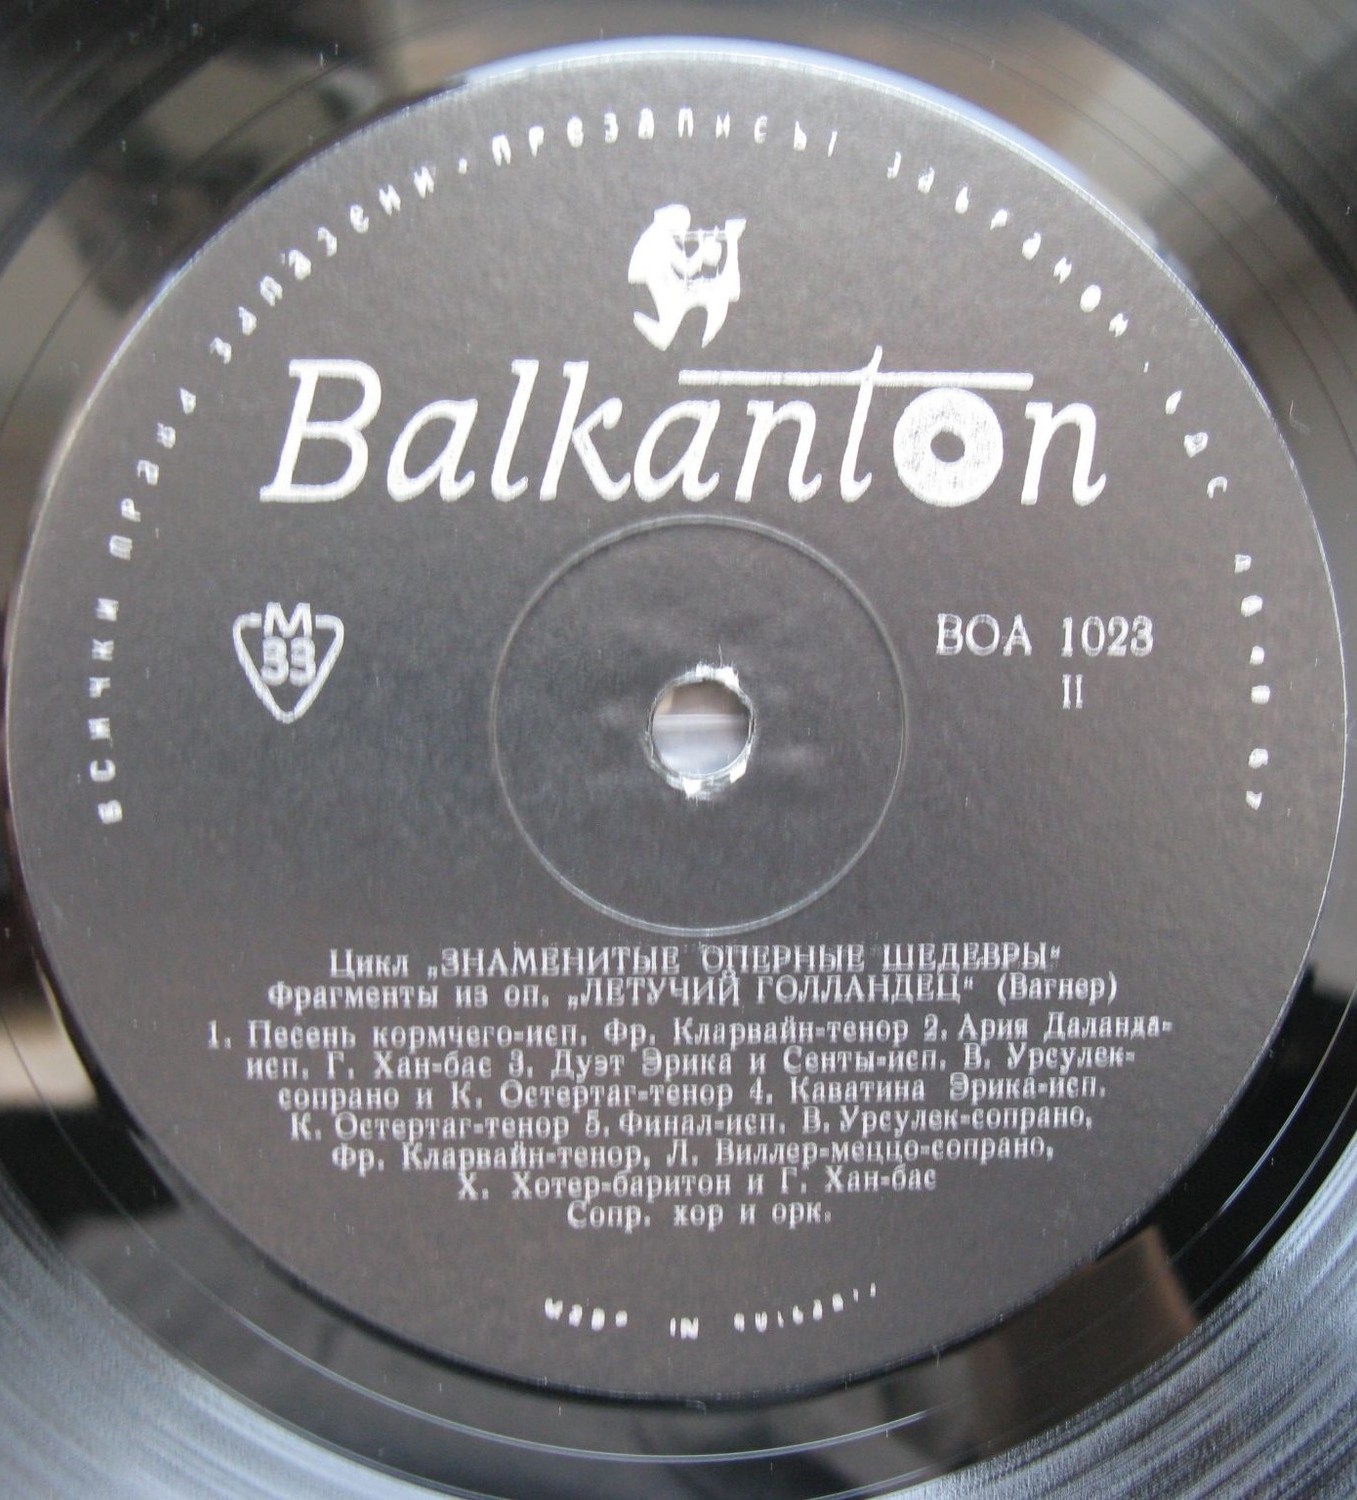 ВСИЧКИ ПРАВА ЗАПАЗЕНИ. ПРЕЗАПИСЫ ЗАБРАНЕН.
Balkanton
М
33
ВОА 1023
II
Цикл „ЗНАМЕНИТЫЕ ОПЕРНЫЕ ШЕДЕВРЫ“
Фрагменты из оп. „ЛЕТУЧИЙ ГОЛЛАНДЕЦ“ (Вагнер)
1. Песень кормчего-исп. Фр. Кларвайн-тенор 2. Ария Даланда-
исп. Г. Хан-бас 3. Дуэт Эрика и Сенты-исп. В. Урсулек-
сопрано и К. Остертаг-тенор 4. Каватина Эрика-исп.
К. Остертаг-тенор 5. Финал-исп. В. Урсулек-сопрано,
Фр. Кларвайн-тенор, Л. Виллер-меццо-сопрано,
Х. Хотер-баритон и Г. Хан-бас
Сопр. хор и орк.
MADE IN BULGARIA